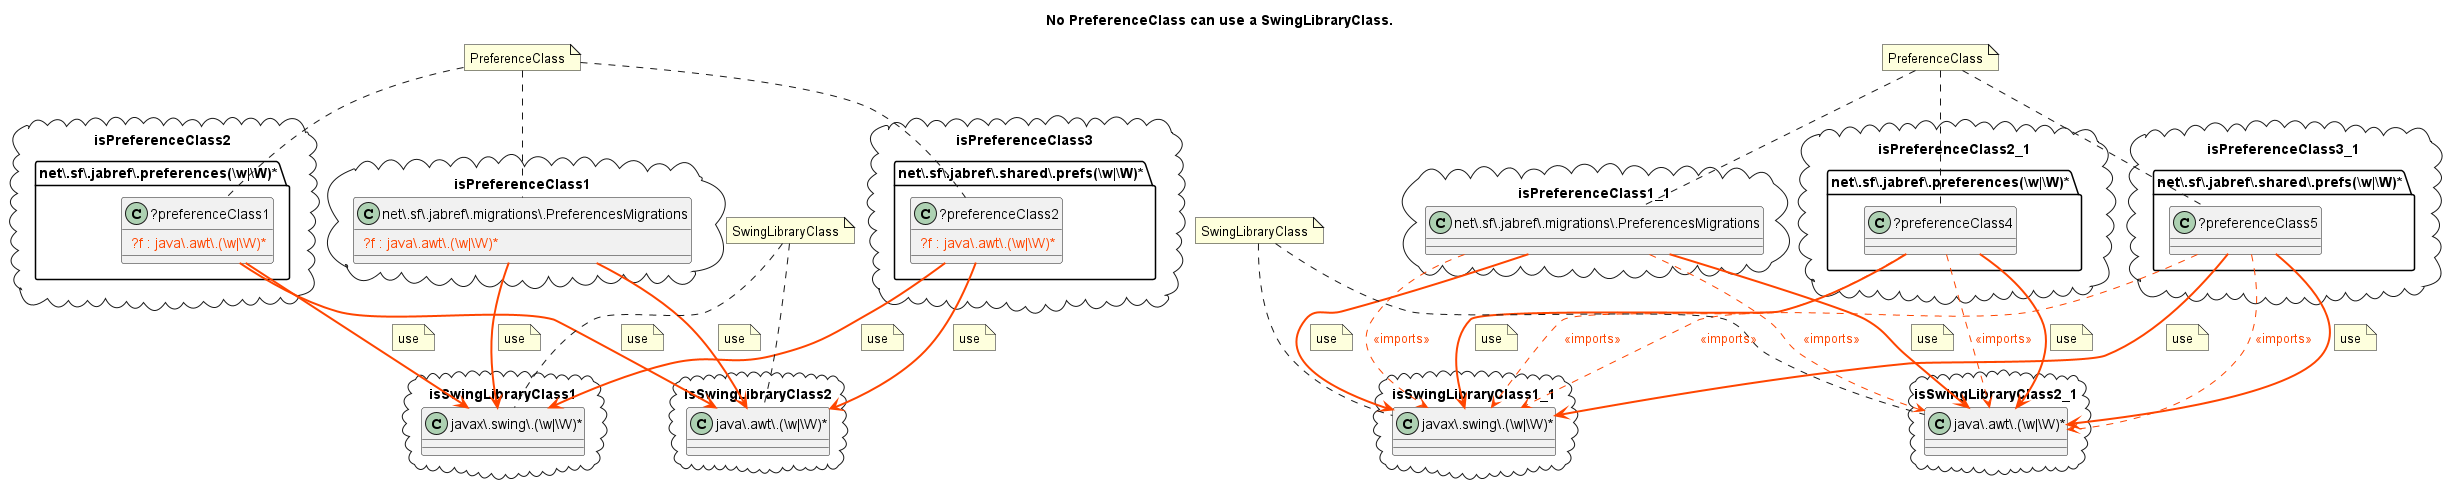 No PreferenceClass can use a SwingLibraryClass.
PreferenceClass
PreferenceClass
isPreferenceClass2
net\.sf\.jabref\.preferences(\w|\W)*
?preferenceClass1
?f : java\.awt\.(\w|\W)*
isPreferenceClass1
net\.sf\.jabref\.migrations\.PreferencesMigrations
?f : java\.awt\.(\w|\W)*
SwingLibraryClass
isPreferenceClass3
net\.sf\.jabref\.shared\.prefs(\w|\W)*
?preferenceClass2
?f : java\.awt\.(\w|\W)*
SwingLibraryClass
isPreferenceClass1_1
net\.sf\.jabref\.migrations\.PreferencesMigrations
isPreferenceClass2_1
net\.sf\.jabref\.preferences(\w|\W)*
?preferenceClass4
isPreferenceClass3_1
net\.sf\.jabref\.shared\.prefs(\w|\W)*
?preferenceClass5
use
use
use
use
use
use
use
«imports»
use
«imports»
«imports»
use
«imports»
use
use
«imports»
use
isSwingLibraryClass1
javax\.swing\.(\w|\W)*
isSwingLibraryClass2
java\.awt\.(\w|\W)*
isSwingLibraryClass1_1
javax\.swing\.(\w|\W)*
isSwingLibraryClass2_1
java\.awt\.(\w|\W)*